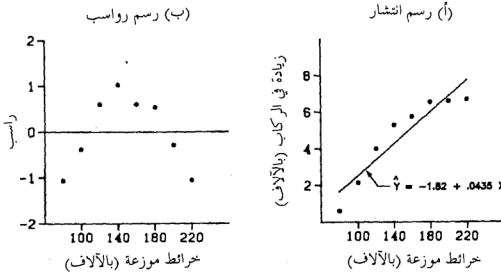 (أ) رسم انتشار
زيادة في الركاب (بالآلاف)
8
6
4
2
Ŷ = -1.82 + .0435 X
100 140 180 220
خرائط موزعة (بالآلاف)
(ب) رسم رواسب
راسب
2
1
0
-1
-2
100 140 180 220
خرائط موزعة (بالآلاف)